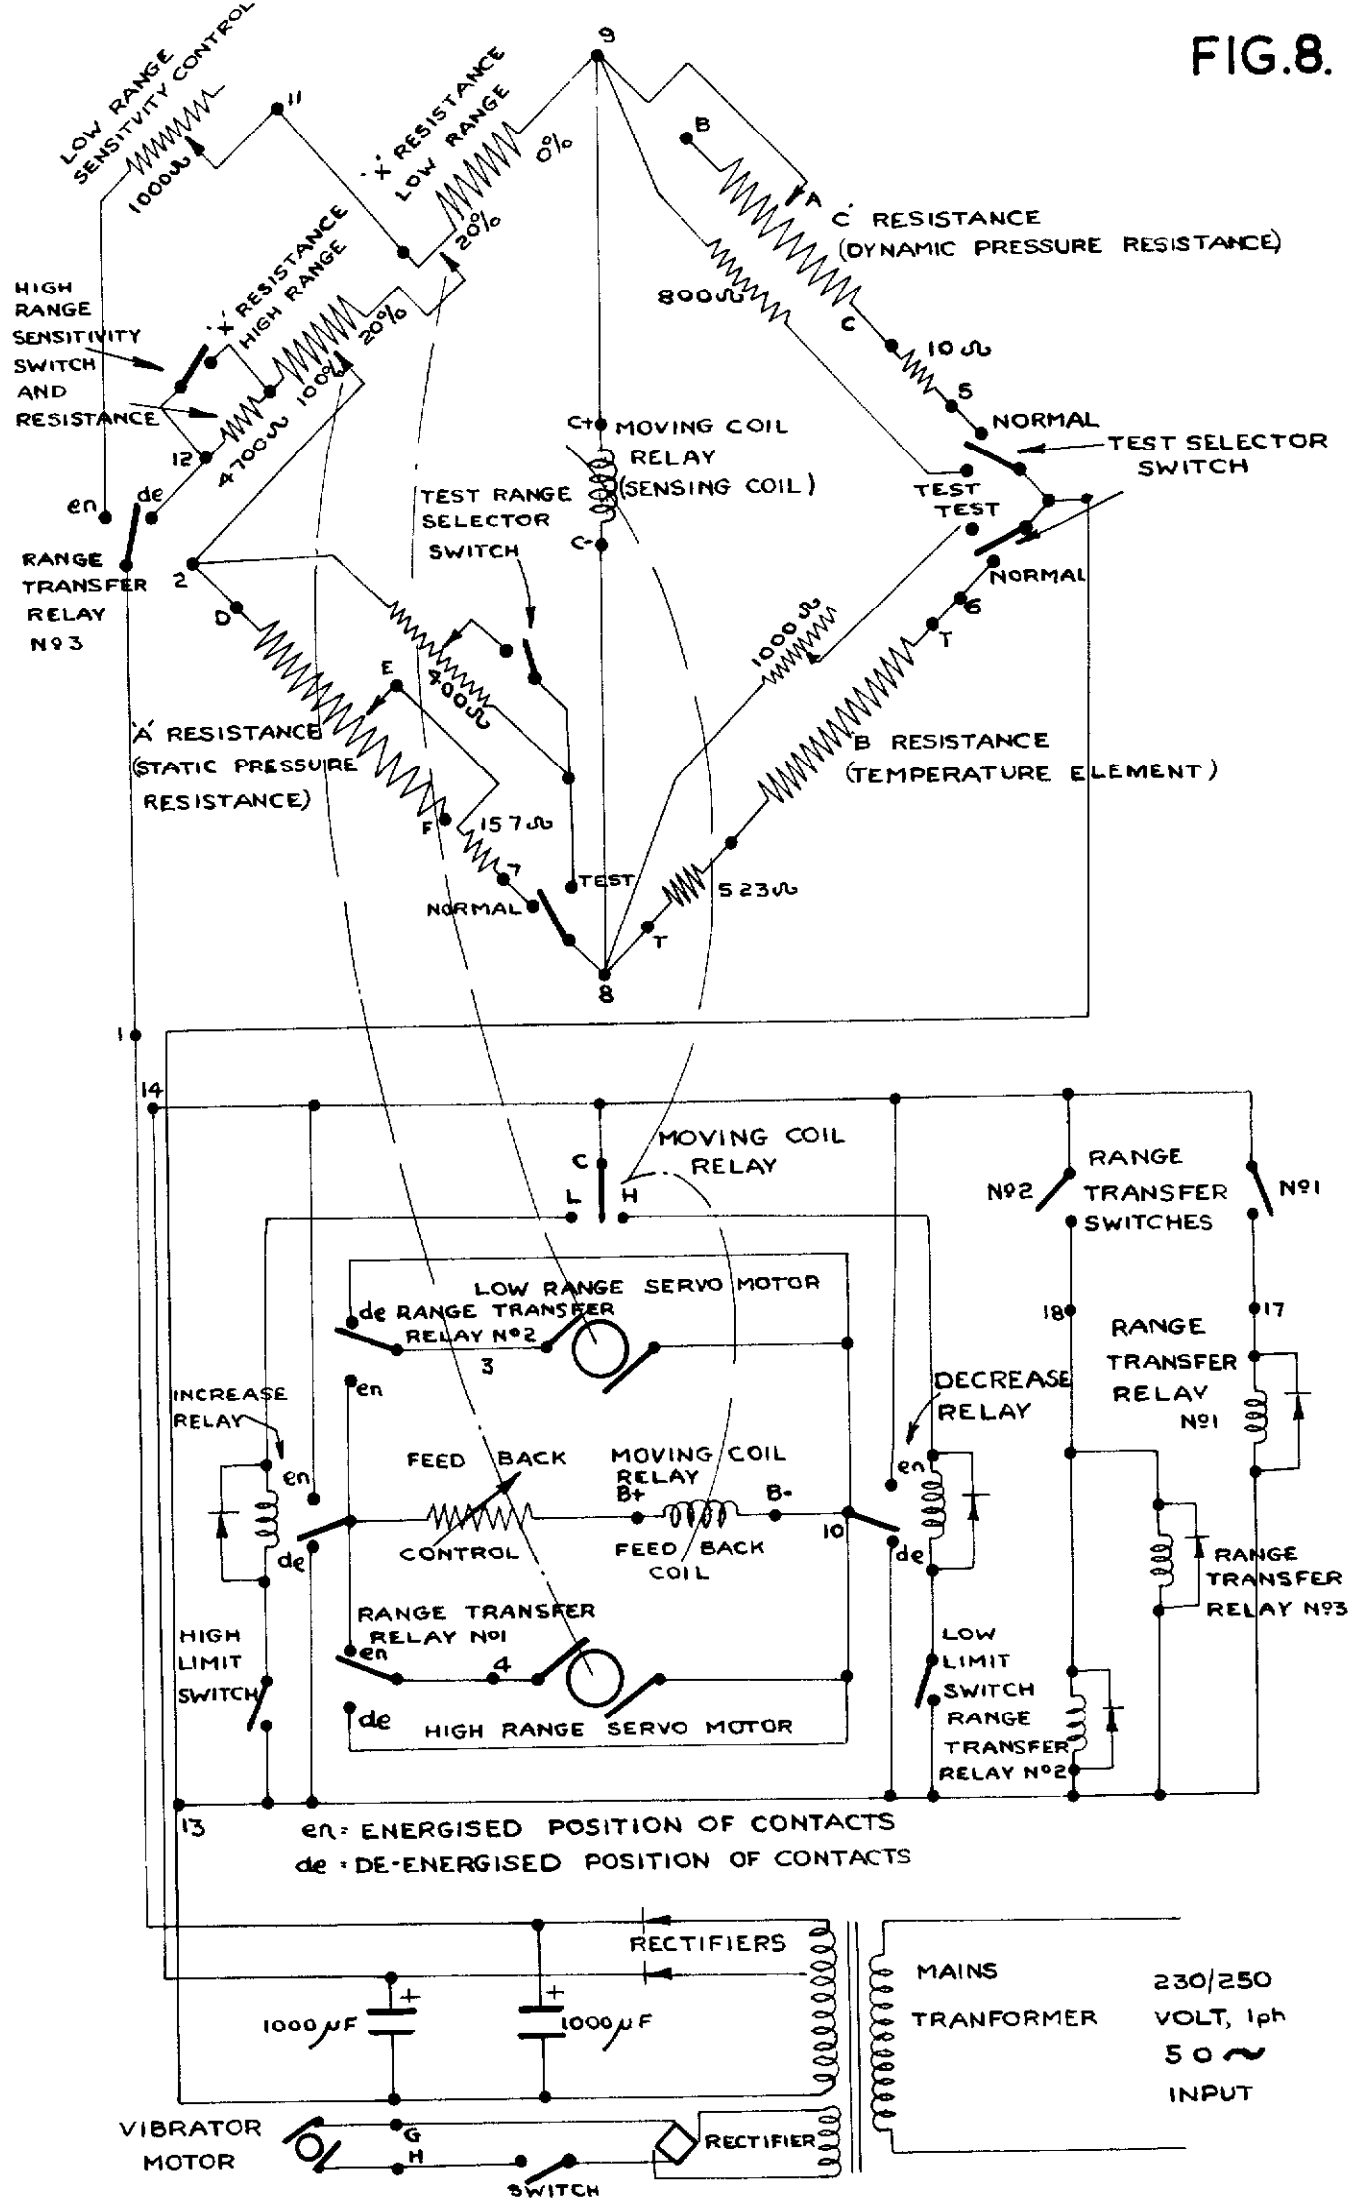 FIG.8.
LOW RANGE
SENSITVITY CONTROL
1000Ω
11
'X' RESISTANCE
LOW RANGE
0%
20%
9
B
A
'C' RESISTANCE
(DYNAMIC PRESSURE RESISTANCE)
800Ω
C
10Ω
5
NORMAL
TEST SELECTOR
SWITCH
TEST
TEST
NORMAL
6
T
HIGH
RANGE
SENSITIVITY
SWITCH
AND
RESISTANCE
'X' RESISTANCE
HIGH RANGE
20%
100%
4700Ω
12
en
de
RANGE
TRANSFER
RELAY
Nº3
2
D
C+
MOVING COIL
RELAY
(SENSING COIL)
C-
TEST RANGE
SELECTOR
SWITCH
1000Ω
E
400Ω
'A' RESISTANCE
(STATIC PRESSURE
RESISTANCE)
B RESISTANCE
(TEMPERATURE ELEMENT)
F
157Ω
7
TEST
NORMAL
523Ω
T
8
1
14
MOVING COIL
RELAY
C
L
H
Nº2
RANGE
TRANSFER
SWITCHES
Nº1
LOW RANGE SERVO MOTOR
de RANGE TRANSFER
RELAY Nº2
3
en
18
17
RANGE
TRANSFER
RELAY
Nº1
INCREASE
RELAY
DECREASE
RELAY
en
en
FEED BACK
CONTROL
MOVING COIL
RELAY
B+
B-
FEED BACK
COIL
10
de
de
RANGE
TRANSFER
RELAY Nº3
RANGE TRANSFER
RELAY Nº1
en
4
de
HIGH RANGE SERVO MOTOR
HIGH
LIMIT
SWITCH
LOW
LIMIT
SWITCH
RANGE
TRANSFER
RELAY Nº2
13
en = ENERGISED POSITION OF CONTACTS
de = DE-ENERGISED POSITION OF CONTACTS
RECTIFIERS
+
1000µF
+
1000µF
MAINS
TRANFORMER
230/250
VOLT, 1ph
50 ~
INPUT
VIBRATOR
MOTOR
G
H
SWITCH
RECTIFIER